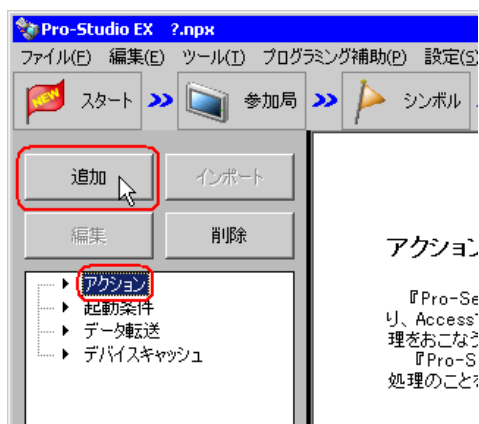 Pro-Studio EX ?.npx
ファイル(F) 編集(E) ツール(T) プログラミング補助(P) 設定(S)
NEW スタート 参加局 シンボル
追加 インポート
編集 削除
アクション
起動条件
データ転送
デバイスキャッシュ
アクション
『Pro-Se
り、Access
理をおこなう
『Pro-S
処理のことを